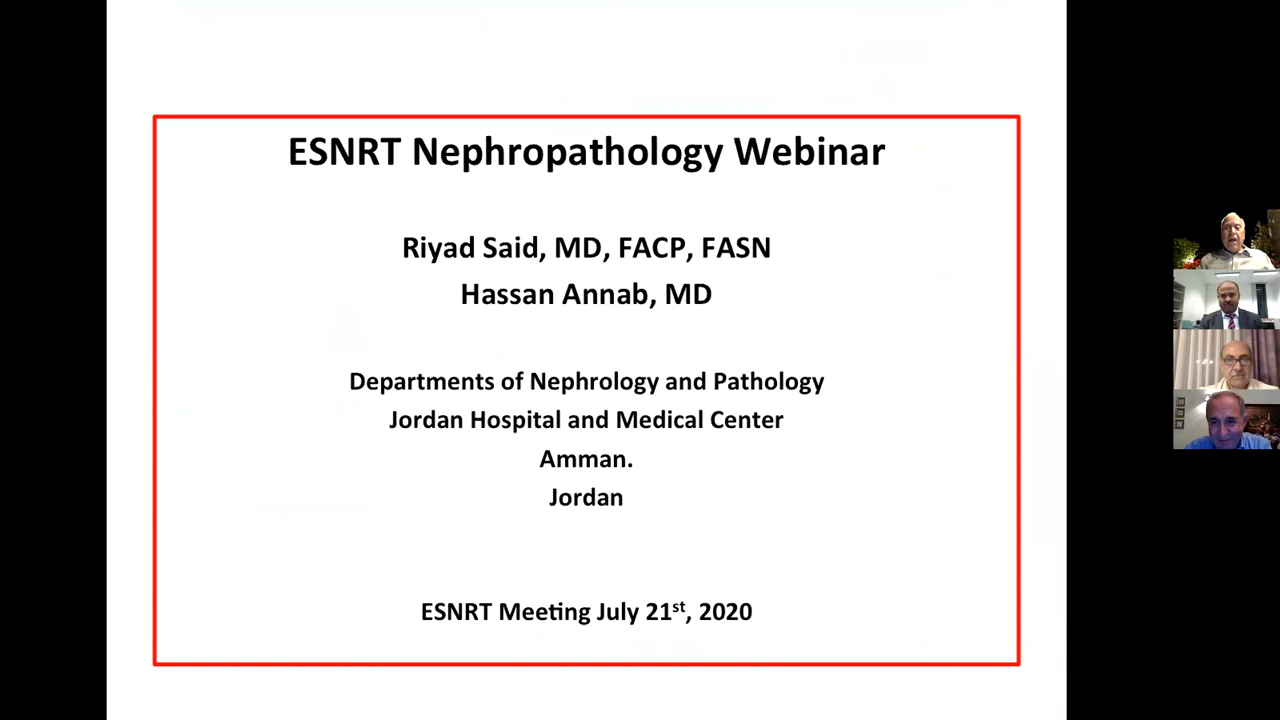 ESNRT Nephropathology Webinar
Riyad Said, MD, FACP, FASN
Hassan Annab, MD
Departments of Nephrology and Pathology
Jordan Hospital and Medical Center
Amman.
Jordan
ESNRT Meeting July 21st, 2020